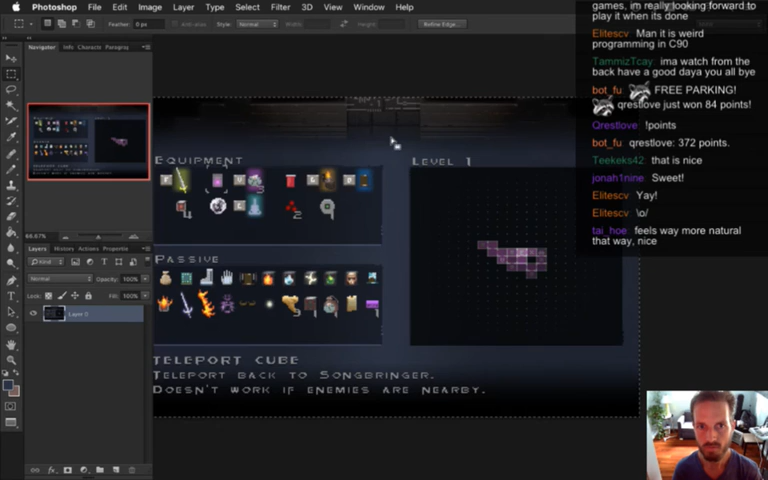 Photoshop File Edit Image Layer Type Select Filter 3D View Window Help
Feather: 0 px Style: Normal Refine Edge...
Navigator Info Charact Paragraj
66.67%
Layers History Actions Properties
Kind
Normal Opacity: 100%
Lock: Fill: 100%
Layer 0
Equipment
Level 1
Passive
Teleport Cube
Teleport back to Songbringer.
Doesn't work if enemies are nearby.
games, im really looking forward to
play it when its done
Elitescv Man it is weird
programming in C90
TammizTcay ima watch from the
back have a good daya you all bye
bot_fu FREE PARKING!
qrestlove just won 84 points!
Qrestlove !points
bot_fu qrestlove: 372 points.
Teekeks42: that is nice
jonah1nine Sweet!
Elitescv Yay!
Elitescv \o/
tai_hoe: feels way more natural
that way, nice